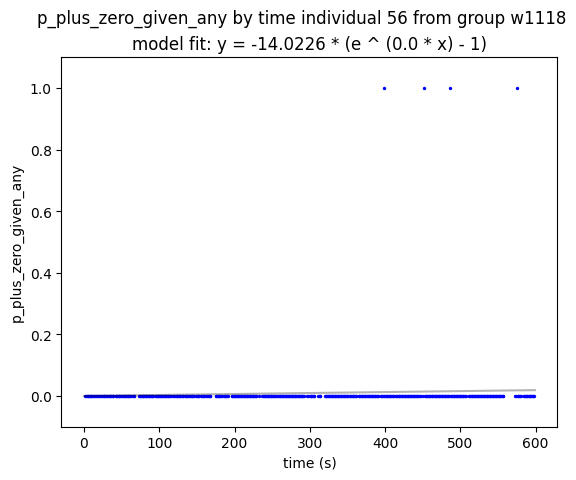 p_plus_zero_given_any by time individual 56 from group w1118
model fit: y = -14.0226 * (e ^ (0.0 * x) - 1)
1.0
0.8
0.6
0.4
0.2
0.0
p_plus_zero_given_any
0 100 200 300 400 500 600
time (s)